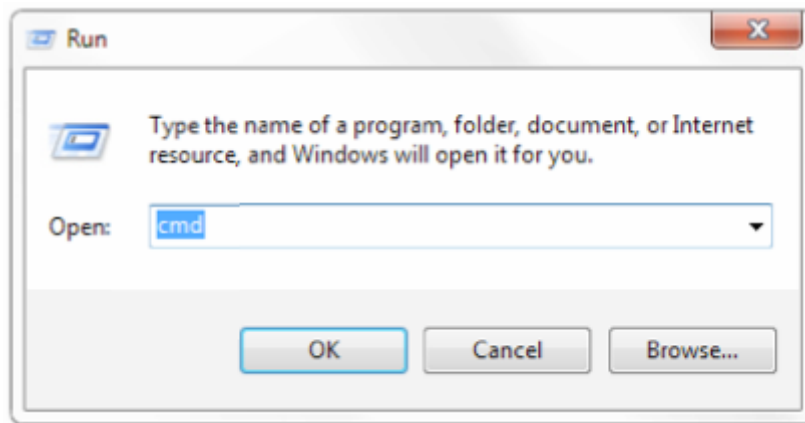 Run
Type the name of a program, folder, document, or Internet
resource, and Windows will open it for you.
Open: cmd
OK Cancel Browse...